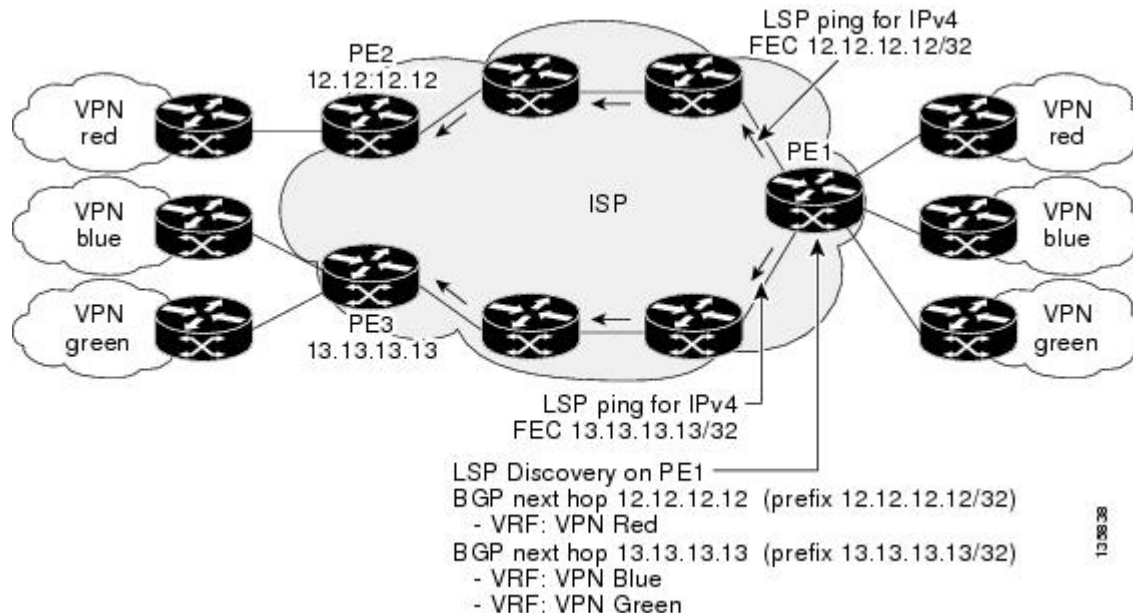 LSP ping for IPv4
FEC 12.12.12.12/32
PE2
12.12.12.12
VPN
red
PE1
VPN
red
VPN
blue
ISP
VPN
blue
VPN
green
PE3
13.13.13.13
VPN
green
LSP ping for IPv4
FEC 13.13.13.13/32
LSP Discovery on PE1
BGP next hop 12.12.12.12 (prefix 12.12.12.12/32)
- VRF: VPN Red
BGP next hop 13.13.13.13 (prefix 13.13.13.13/32)
- VRF: VPN Blue
- VRF: VPN Green
135838